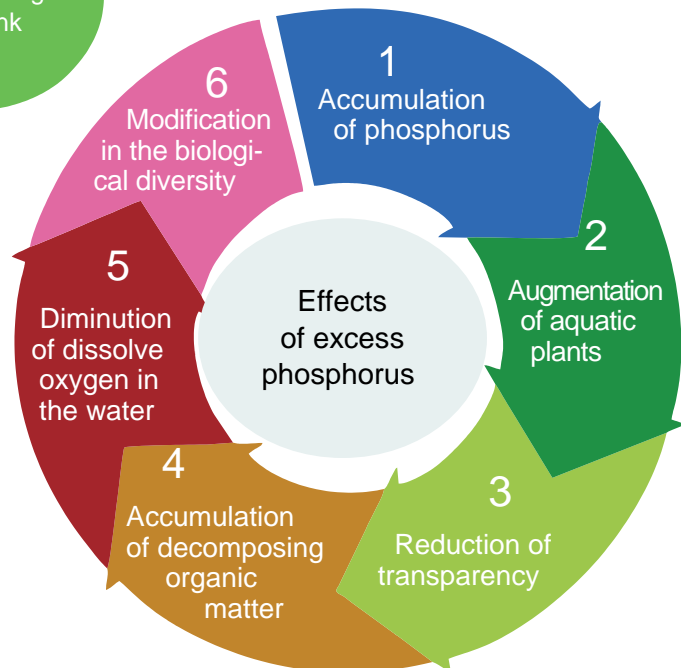 1
Accumulation
of phosphorus
2
Augmentation
of aquatic
plants
3
Reduction of
transparency
4
Accumulation
of decomposing
organic
matter
5
Diminution
of dissolve
oxygen in
the water
6
Modification
in the biologi-
cal diversity
Effects
of excess
phosphorus